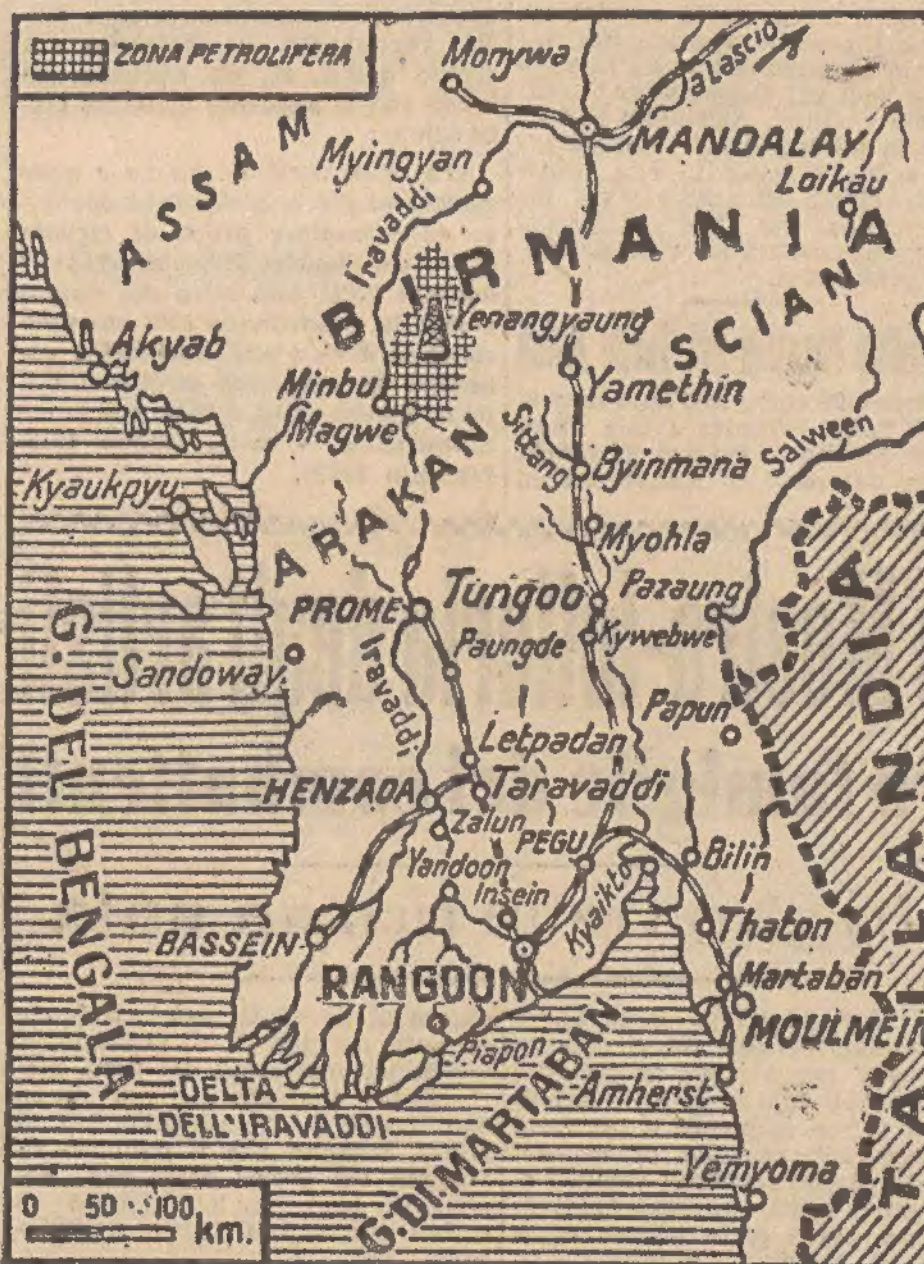 ZONA PETROLIFERA
Monywa
a Lascio
MANDALAY
ASSAM
Myingyan
Loikau
Iravaddi
BIRMANIA
Yenangyaung
SCIANA
Akyab
Minbu
Magwe
Yamethin
Sittang
Byinmana
Salween
Kyaukpyu
ARAKAN
Myohla
PROME
Tungoo
Pazaung
Paungde
Kywebwe
Sandoway
Iravaddi
Papun
G. DEL BENGALA
Letpadan
HENZADA
Taravaddi
Zalun
PEGU
Yandoon
Insein
Bilin
Kyaikto
BASSEIN
Thaton
RANGOON
Martaban
MOULMEIN
Piapon
Amherst
DELTA
DELL'IRAVADDI
G. DI MARTABAN
Yemyoma
TAILANDIA
0 50 100
km.